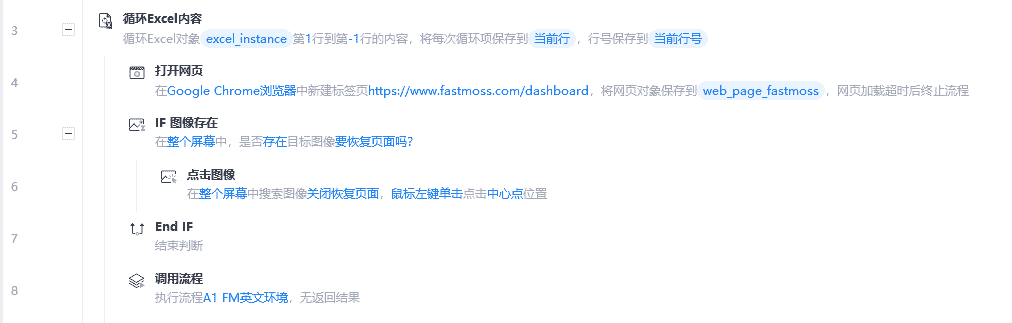 3
循环Excel内容
循环Excel对象 excel_instance 第1行到第-1行的内容，将每次循环项保存到 当前行 ，行号保存到 当前行号
4
打开网页
在Google Chrome浏览器中新建标签页https://www.fastmoss.com/dashboard，将网页对象保存到 web_page_fastmoss ，网页加载超时后终止流程
5
IF 图像存在
在整个屏幕中，是否存在目标图像要恢复页面吗?
6
点击图像
在整个屏幕中搜索图像关闭恢复页面，鼠标左键单击点击中心点位置
7
End IF
结束判断
8
调用流程
执行流程A1 FM英文环境，无返回结果